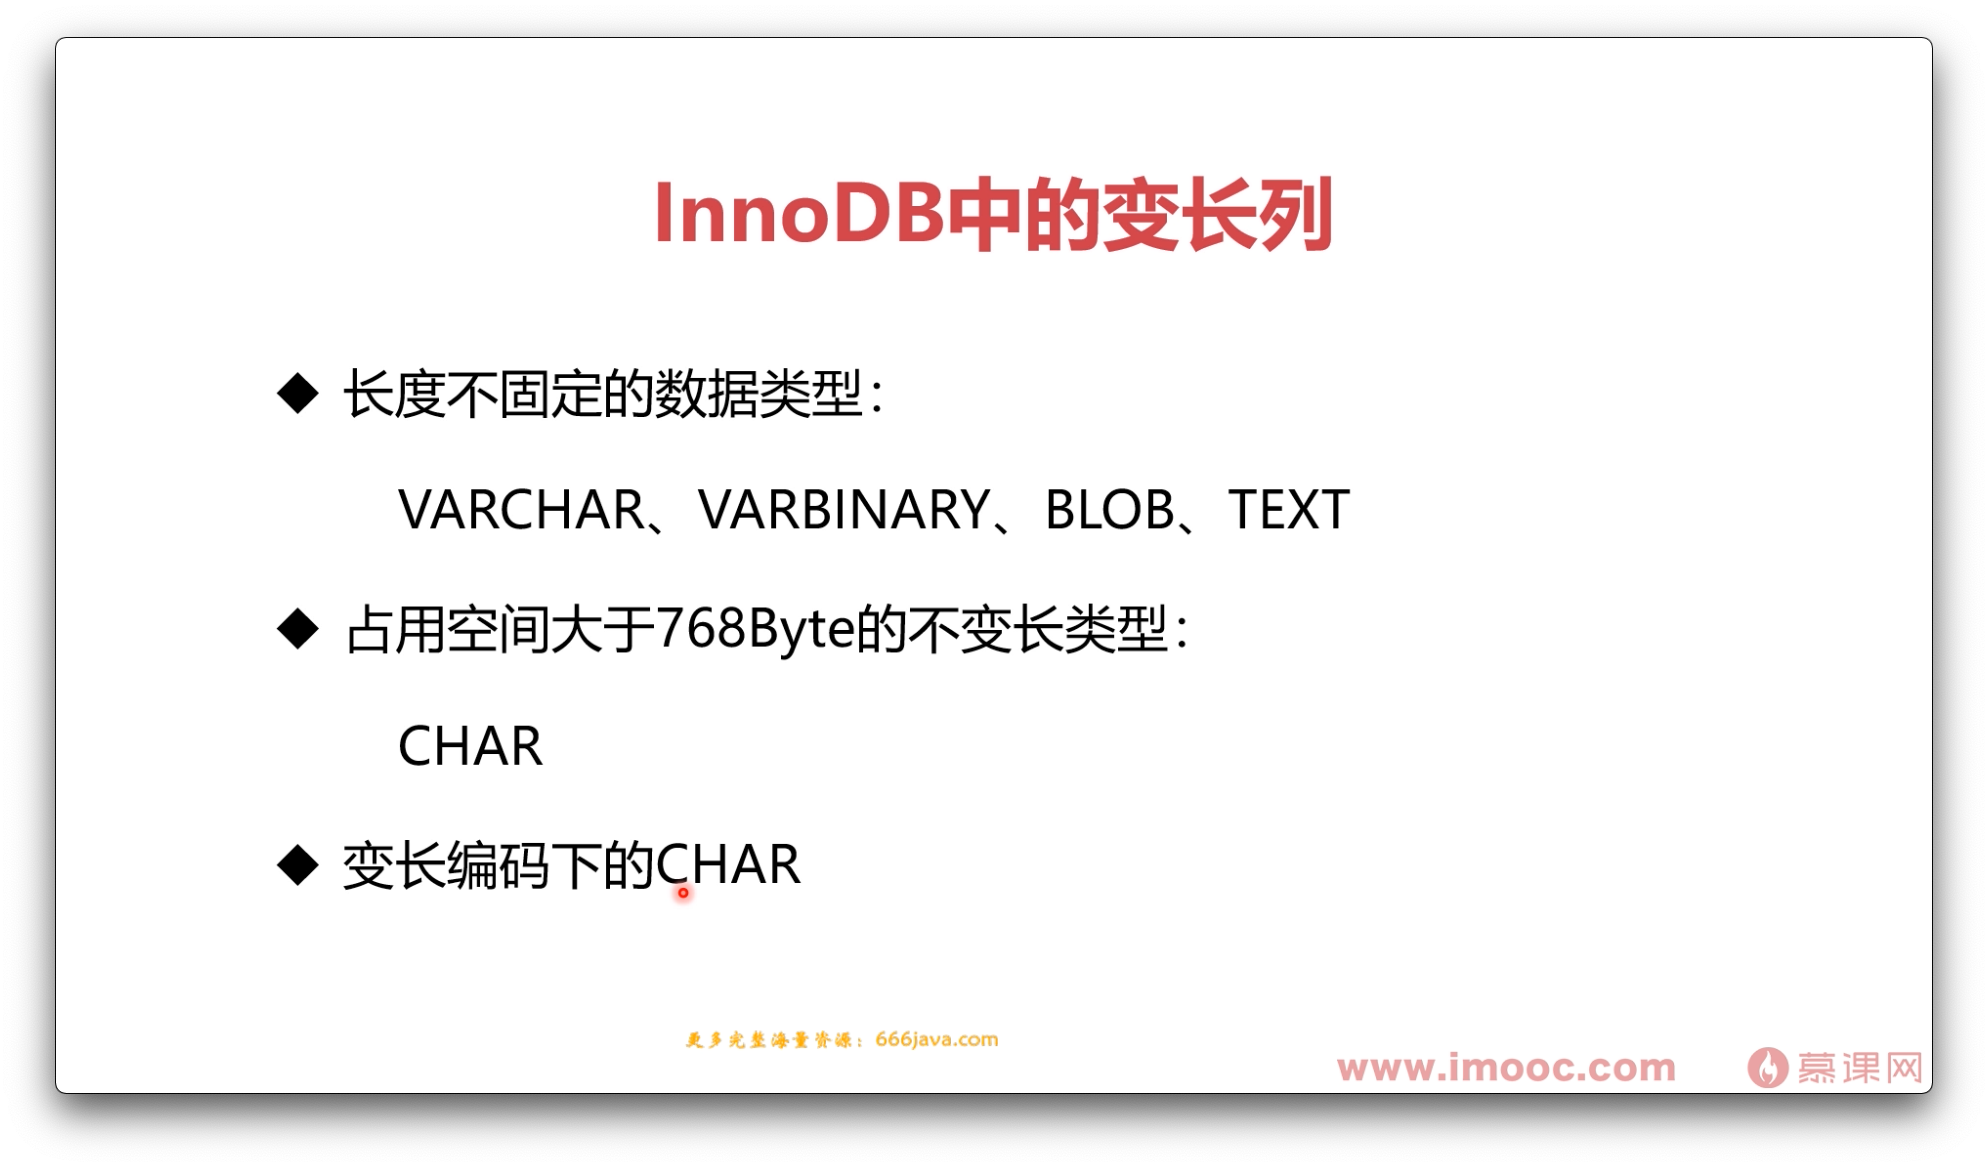 InnoDB中的变长列
◆ 长度不固定的数据类型：
VARCHAR、VARBINARY、BLOB、TEXT
◆ 占用空间大于768Byte的不变长类型：
CHAR
◆ 变长编码下的CHAR
更多完整海量资源：666java.com
www.imooc.com 慕课网